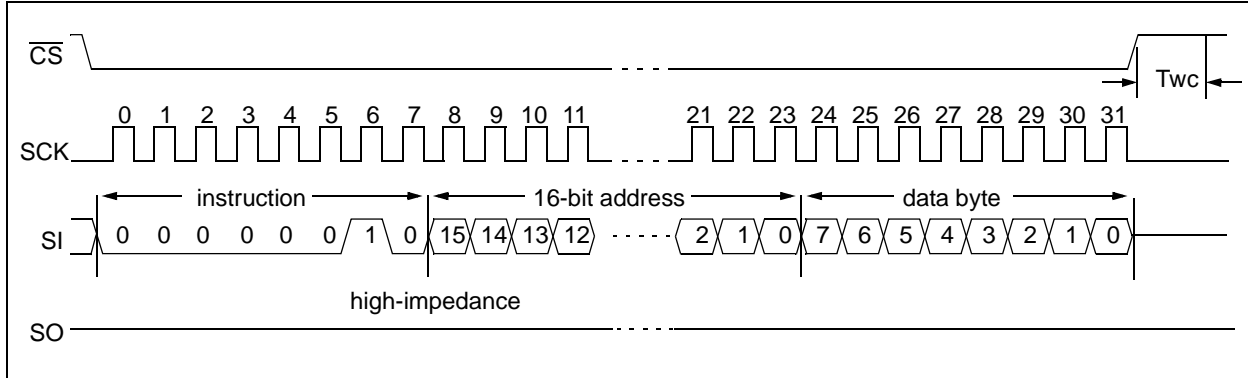 CS
Twc
0 1 2 3 4 5 6 7 8 9 10 11 21 22 23 24 25 26 27 28 29 30 31
SCK
instruction 16-bit address data byte
SI 0 0 0 0 0 0 1 0 15 14 13 12 2 1 0 7 6 5 4 3 2 1 0
high-impedance
SO